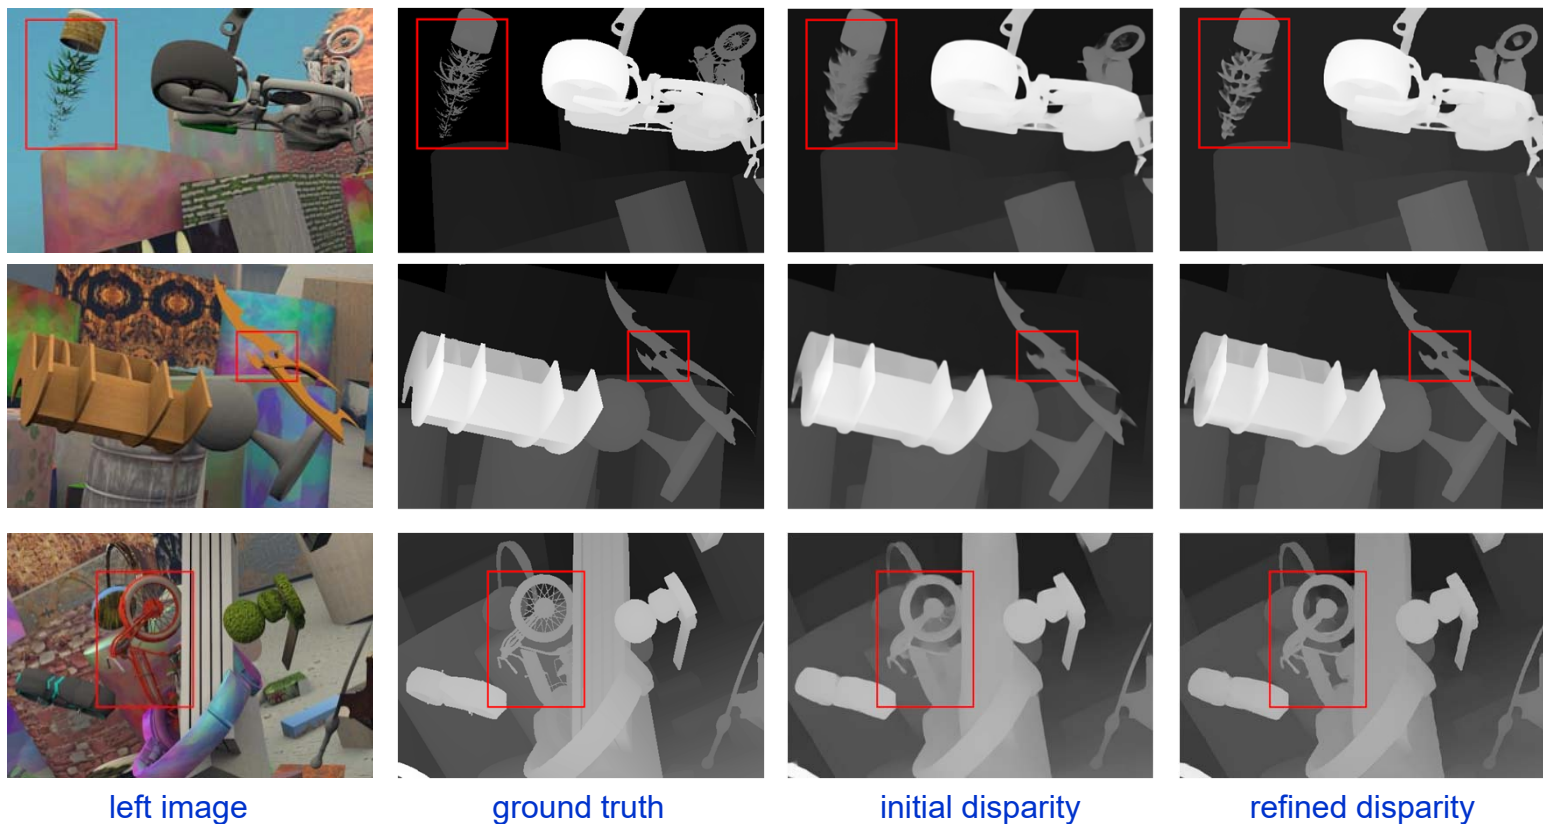 left image
ground truth
initial disparity
refined disparity